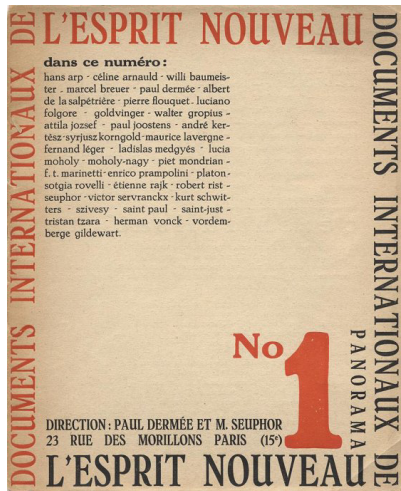 L'ESPRIT NOUVEAU
DOCUMENTS INTERNATIONAUX DE
DOCUMENTS INTERNATIONAUX DE
dans ce numéro :
hans arp - céline arnauld - willi baumeis-
ter - marcel breuer - paul dermée - albert
de la salpêtrière - pierre flouquet - luciano
folgore - goldvinger - walter gropius -
attila jozsef - paul joostens - andré ker-
tész - syrjusz korngold - maurice lavergne -
fernand léger - ladislas medgyés - lucia
moholy - moholy-nagy - piet mondrian -
f. t. marinetti - enrico prampolini - platon -
sotgia rovelli - étienne rajk - robert rist -
seuphor - victor servranckx - kurt schwit-
ters - szivesy - saint paul - saint-just -
tristan tzara - herman vonck - vordem-
berge gildewart.
No 1
PANORAMA
DIRECTION : PAUL DERMÉE ET M. SEUPHOR
23 RUE DES MORILLONS PARIS (15e)
L'ESPRIT NOUVEAU